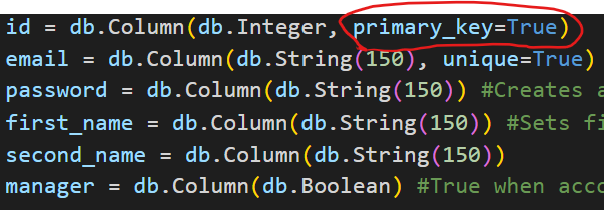 id = db.Column(db.Integer, primary_key=True)
email = db.Column(db.String(150), unique=True)
password = db.Column(db.String(150)) #Creates
first_name = db.Column(db.String(150)) #Sets
second_name = db.Column(db.String(150))
manager = db.Column(db.Boolean) #True when